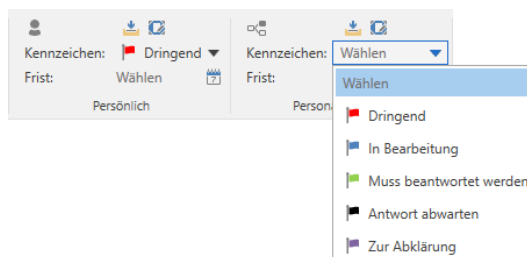 Kennzeichen: Dringend
Frist: Wählen
Persönlich
Kennzeichen: Wählen
Frist:
Person
Wählen
Dringend
In Bearbeitung
Muss beantwortet werden
Antwort abwarten
Zur Abklärung